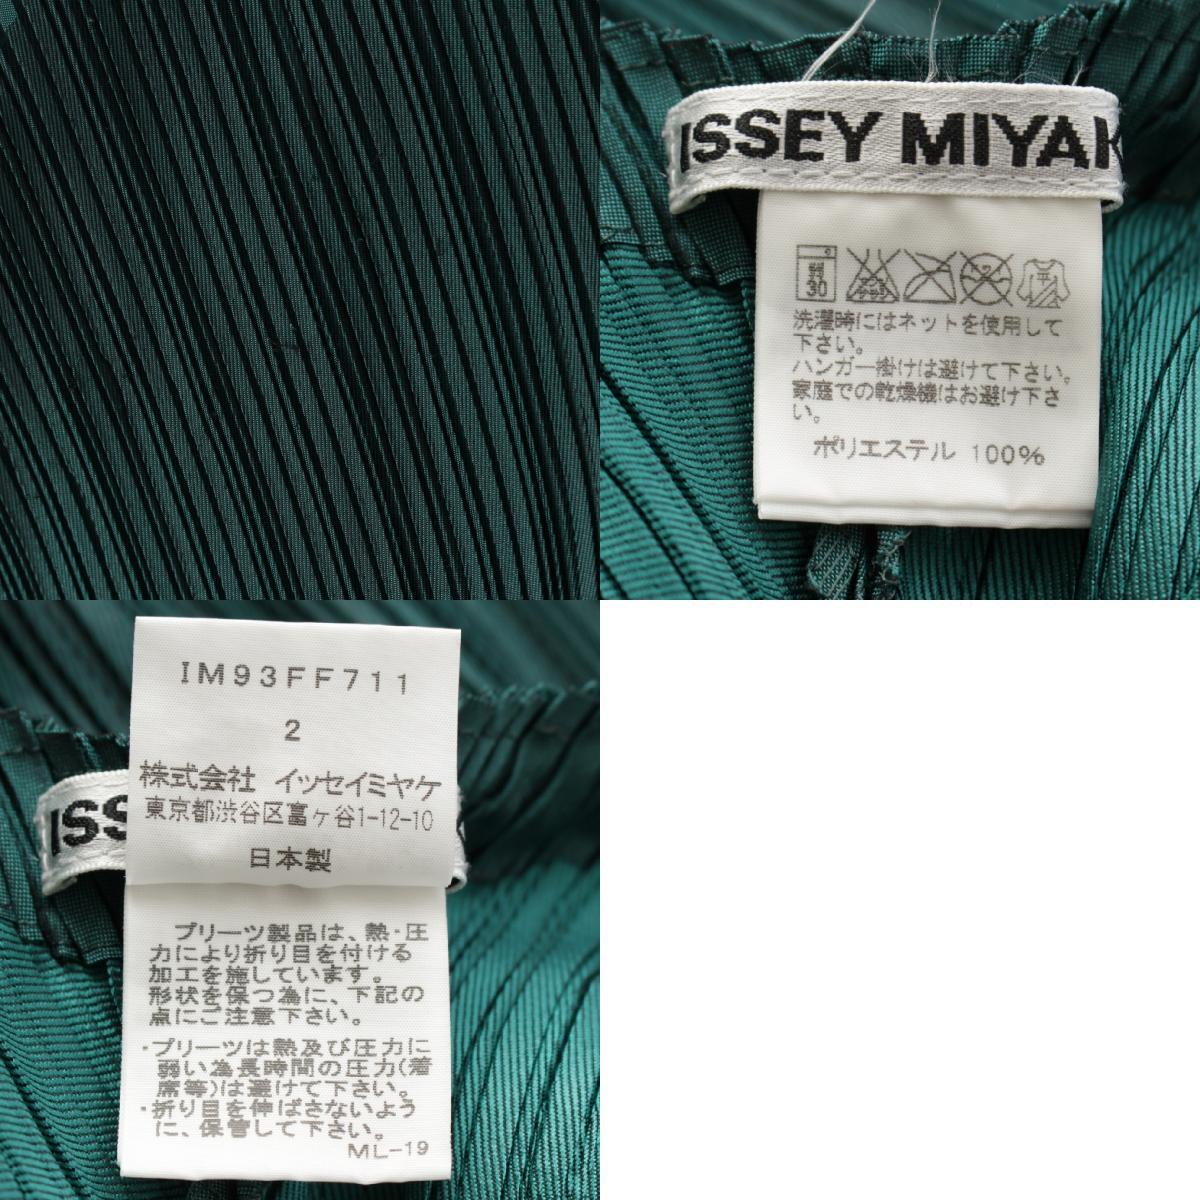 ISSEY MIYAK
弱
30
洗濯時にはネットを使用して
下さい。
ハンガー掛けは避けて下さい。
家庭での乾燥機はお避け下さ
い。
ポリエステル 100%
IM93FF711
2
株式会社 イッセイミヤケ
東京都渋谷区富ヶ谷1-12-10
日本製
ISS
プリーツ製品は、熱・圧
力により折り目を付ける
加工を施しています。
形状を保つ為に、下記の
点にご注意下さい。
・プリーツは熱及び圧力に
弱い為長時間の圧力(着
席等)は避けて下さい。
・折り目を伸ばさないよう
に、保管して下さい。
ML-19